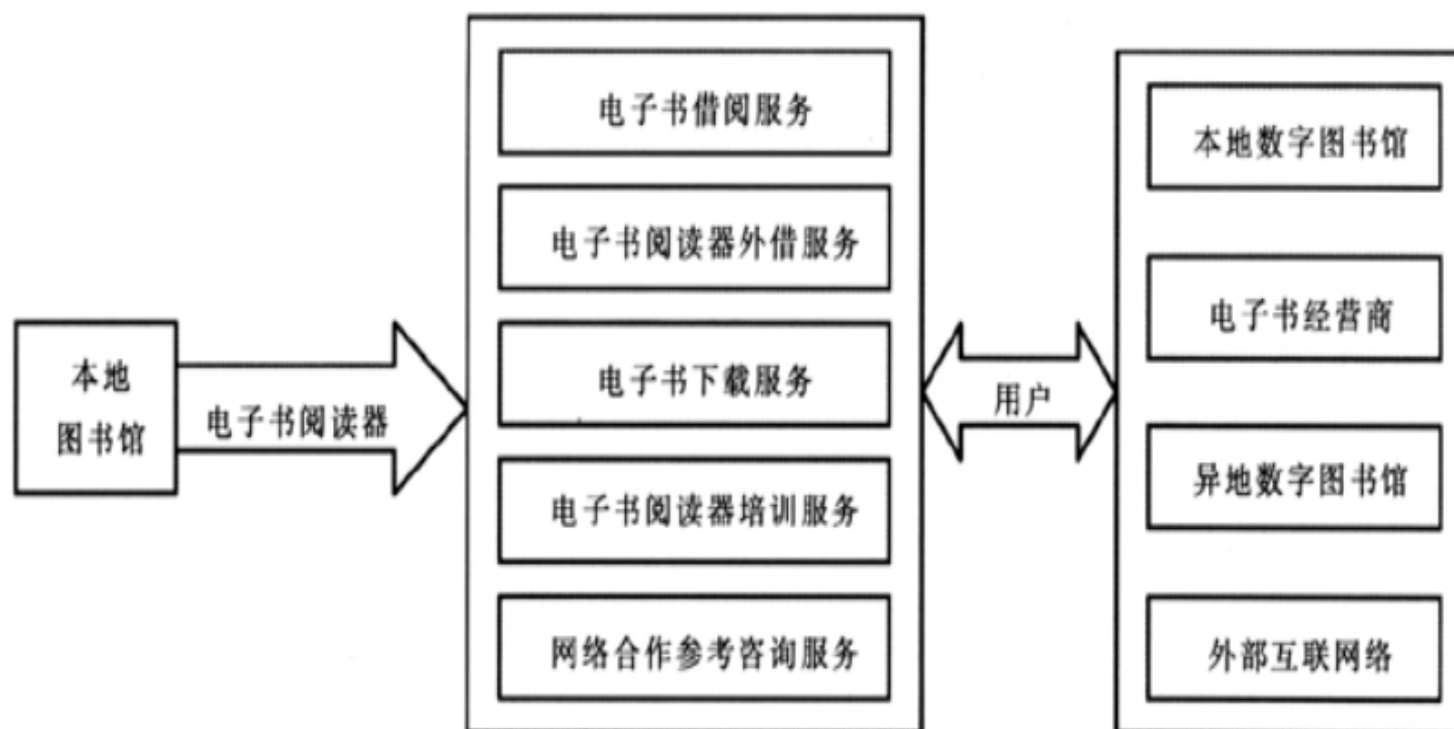 本地
图书馆
电子书阅读器
电子书借阅服务
电子书阅读器外借服务
电子书下载服务
电子书阅读器培训服务
网络合作参考咨询服务
用户
本地数字图书馆
电子书经营商
异地数字图书馆
外部互联网络